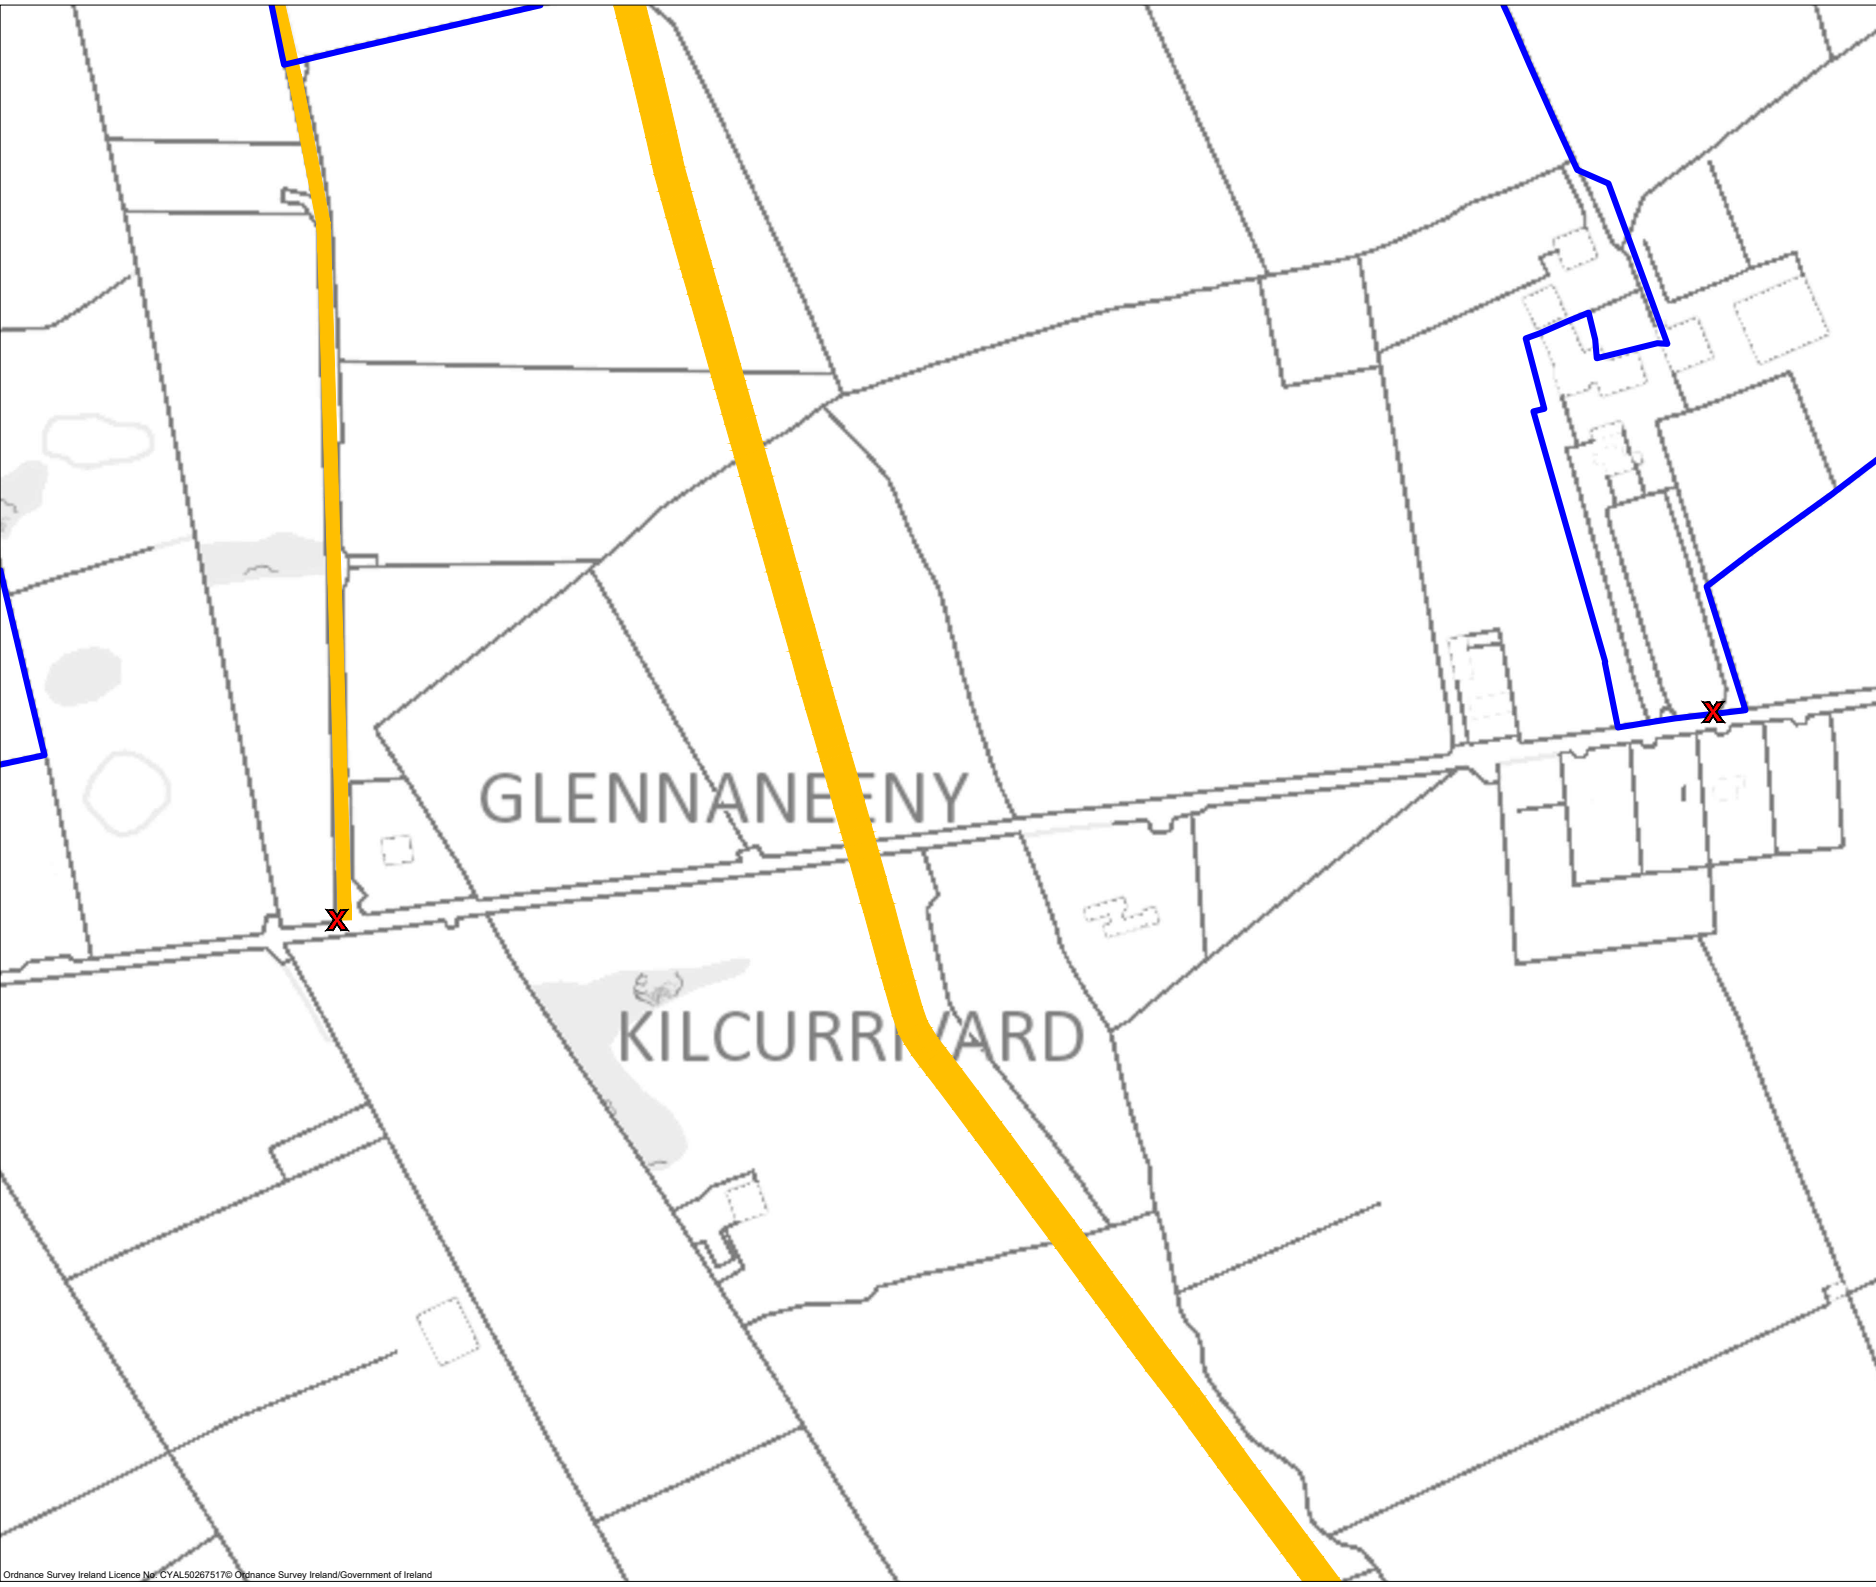 GLENNANEENY
X
X
KILCURRIVARD
Ordnance Survey Ireland Licence No. CYAL50267517© Ordnance Survey Ireland/Government of Ireland